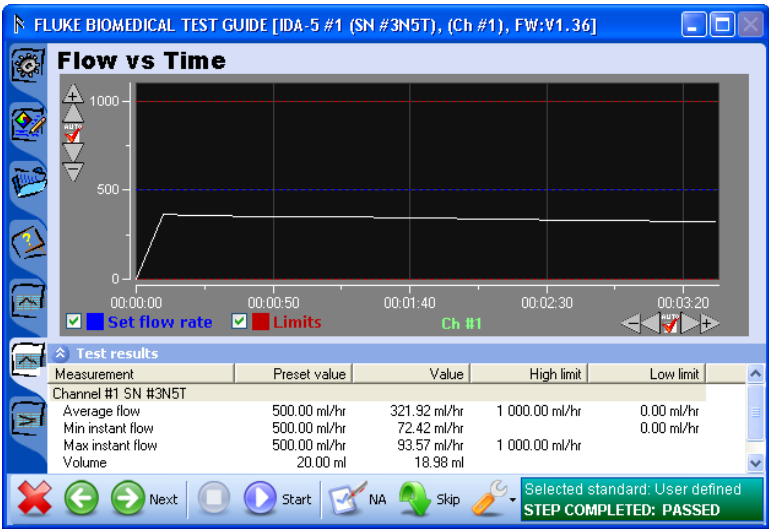 FLUKE BIOMEDICAL TEST GUIDE [IDA-5 #1 (SN #3N5T), (Ch #1), FW:V1.36]
Flow vs Time
1000
AUTO
500
0
00:00:00 00:00:50 00:01:40 00:02:30 00:03:20
Set flow rate Limits Ch #1 AUTO
Test results
Measurement Preset value Value High limit Low limit
Channel #1 SN #3N5T
Average flow 500.00 ml/hr 321.92 ml/hr 1 000.00 ml/hr 0.00 ml/hr
Min instant flow 500.00 ml/hr 72.42 ml/hr 0.00 ml/hr
Max instant flow 500.00 ml/hr 93.57 ml/hr 1 000.00 ml/hr
Volume 20.00 ml 18.98 ml
Next Start NA Skip Selected standard: User defined
STEP COMPLETED: PASSED